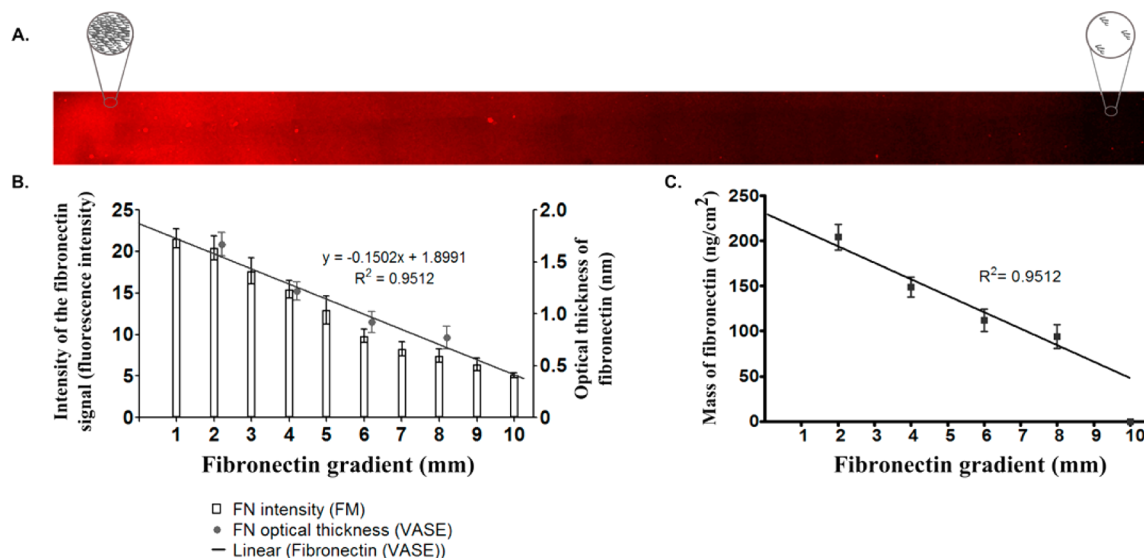 A.
B.
Intensity of the fibronectin
signal (fluorescence intensity)
25
20
15
10
5
0
2.0
1.5
1.0
0.5
0
Optical thickness of
fibronectin (nm)
y = -0.1502x + 1.8991
R2 = 0.9512
1 2 3 4 5 6 7 8 9 10
Fibronectin gradient (mm)
FN intensity (FM)
FN optical thickness (VASE)
Linear (Fibronectin (VASE))
C.
Mass of fibronectin (ng/cm2)
250
200
150
100
50
0
R2= 0.9512
1 2 3 4 5 6 7 8 9 10
Fibronectin gradient (mm)